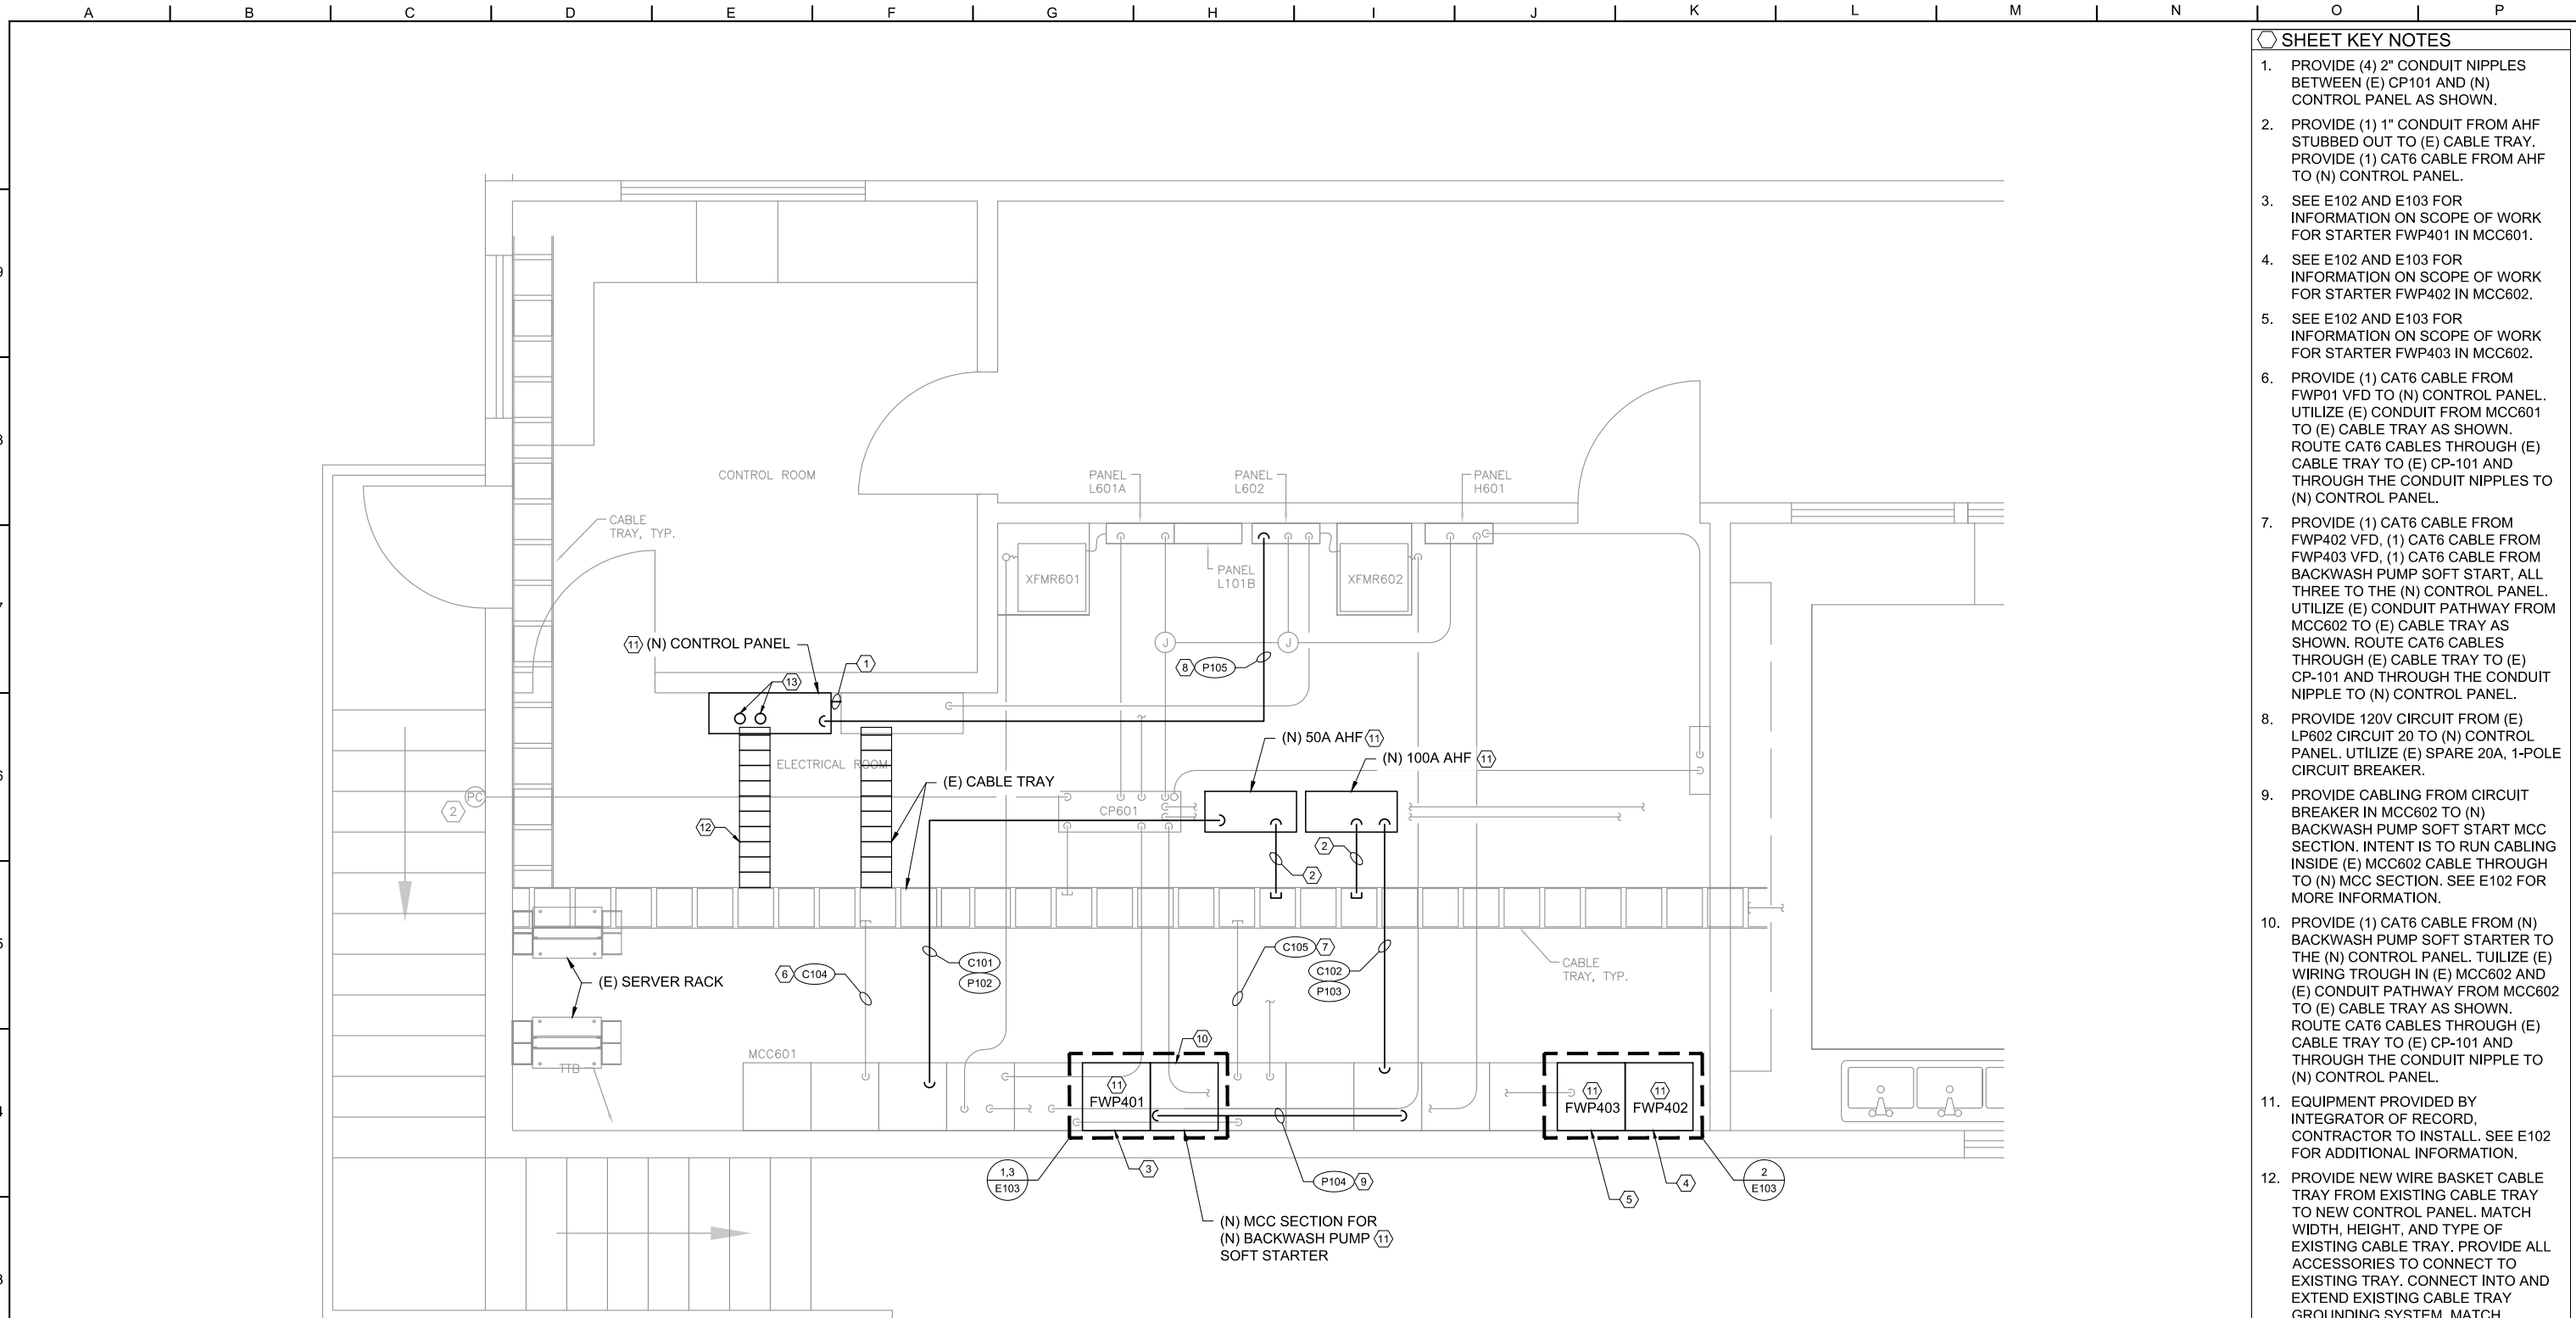 A B C D E F G H I J K L M N O P
SHEET KEY NOTES
1. PROVIDE (4) 2" CONDUIT NIPPLES
BETWEEN (E) CP101 AND (N)
CONTROL PANEL AS SHOWN.
2. PROVIDE (1) 1" CONDUIT FROM AHF
STUBBED OUT TO (E) CABLE TRAY.
PROVIDE (1) CAT6 CABLE FROM AHF
TO (N) CONTROL PANEL.
3. SEE E102 AND E103 FOR
INFORMATION ON SCOPE OF WORK
FOR STARTER FWP401 IN MCC601.
4. SEE E102 AND E103 FOR
INFORMATION ON SCOPE OF WORK
FOR STARTER FWP402 IN MCC602.
5. SEE E102 AND E103 FOR
INFORMATION ON SCOPE OF WORK
FOR STARTER FWP403 IN MCC602.
6. PROVIDE (1) CAT6 CABLE FROM
FWP01 VFD TO (N) CONTROL PANEL.
UTILIZE (E) CONDUIT FROM MCC601
TO (E) CABLE TRAY AS SHOWN.
ROUTE CAT6 CABLES THROUGH (E)
CABLE TRAY TO (E) CP-101 AND
THROUGH THE CONDUIT NIPPLES TO
(N) CONTROL PANEL.
7. PROVIDE (1) CAT6 CABLE FROM
FWP402 VFD, (1) CAT6 CABLE FROM
FWP403 VFD, (1) CAT6 CABLE FROM
BACKWASH PUMP SOFT START, ALL
THREE TO THE (N) CONTROL PANEL.
UTILIZE (E) CONDUIT PATHWAY FROM
MCC602 TO (E) CABLE TRAY AS
SHOWN. ROUTE CAT6 CABLES
THROUGH (E) CABLE TRAY TO (E)
CP-101 AND THROUGH THE CONDUIT
NIPPLE TO (N) CONTROL PANEL.
8. PROVIDE 120V CIRCUIT FROM (E)
LP602 CIRCUIT 20 TO (N) CONTROL
PANEL. UTILIZE (E) SPARE 20A, 1-POLE
CIRCUIT BREAKER.
9. PROVIDE CABLING FROM CIRCUIT
BREAKER IN MCC602 TO (N)
BACKWASH PUMP SOFT START MCC
SECTION. INTENT IS TO RUN CABLING
INSIDE (E) MCC602 CABLE THROUGH
TO (N) MCC SECTION. SEE E102 FOR
MORE INFORMATION.
10. PROVIDE (1) CAT6 CABLE FROM (N)
BACKWASH PUMP SOFT STARTER TO
THE (N) CONTROL PANEL. TUILIZE (E)
WIRING TROUGH IN (E) MCC602 AND
(E) CONDUIT PATHWAY FROM MCC602
TO (E) CABLE TRAY AS SHOWN.
ROUTE CAT6 CABLES THROUGH (E)
CABLE TRAY TO (E) CP-101 AND
THROUGH THE CONDUIT NIPPLE TO
(N) CONTROL PANEL.
11. EQUIPMENT PROVIDED BY
INTEGRATOR OF RECORD,
CONTRACTOR TO INSTALL. SEE E102
FOR ADDITIONAL INFORMATION.
12. PROVIDE NEW WIRE BASKET CABLE
TRAY FROM EXISTING CABLE TRAY
TO NEW CONTROL PANEL. MATCH
WIDTH, HEIGHT, AND TYPE OF
EXISTING CABLE TRAY. PROVIDE ALL
ACCESSORIES TO CONNECT TO
EXISTING TRAY. CONNECT INTO AND
EXTEND EXISTING CABLE TRAY
GROUNDING SYSTEM. MATCH
CONTROL ROOM
PANEL
L601A
PANEL
L602
PANEL
H601
CABLE
TRAY, TYP.
XFMR601
PANEL
L101B
XFMR602
11 (N) CONTROL PANEL
1
J
J
8 P105
13
(N) 50A AHF 11
(N) 100A AHF 11
ELECTRICAL ROOM
(E) CABLE TRAY
PC
2
CP601
12
2
2
C105 7
C101
P102
C102
P103
6 C104
CABLE
TRAY, TYP.
(E) SERVER RACK
MCC601
10
TTB
11
FWP401
11
FWP403
11
FWP402
1,3
E103
3
P104 9
5
4
2
E103
(N) MCC SECTION FOR
(N) BACKWASH PUMP 11
SOFT STARTER